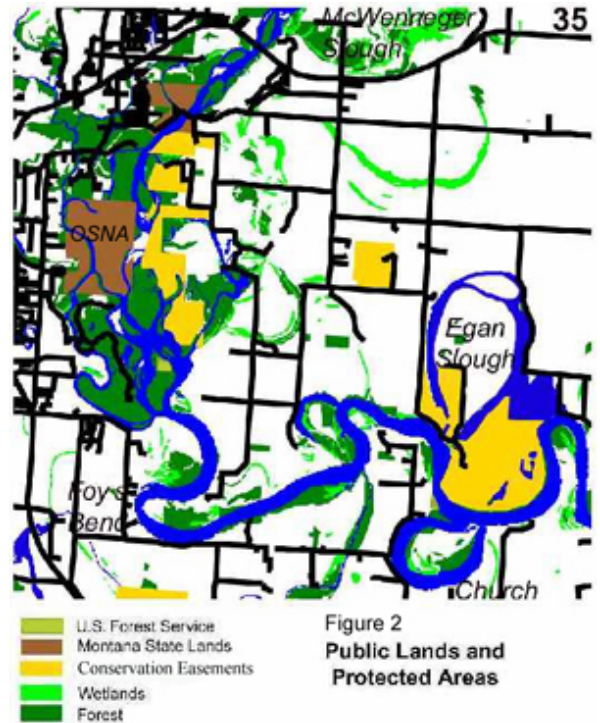 McWenneger
Slough
35
OSNA
Egan
Slough
Foy's
Bend
Church
U.S. Forest Service
Montana State Lands
Conservation Easements
Wetlands
Forest
Figure 2
Public Lands and
Protected Areas